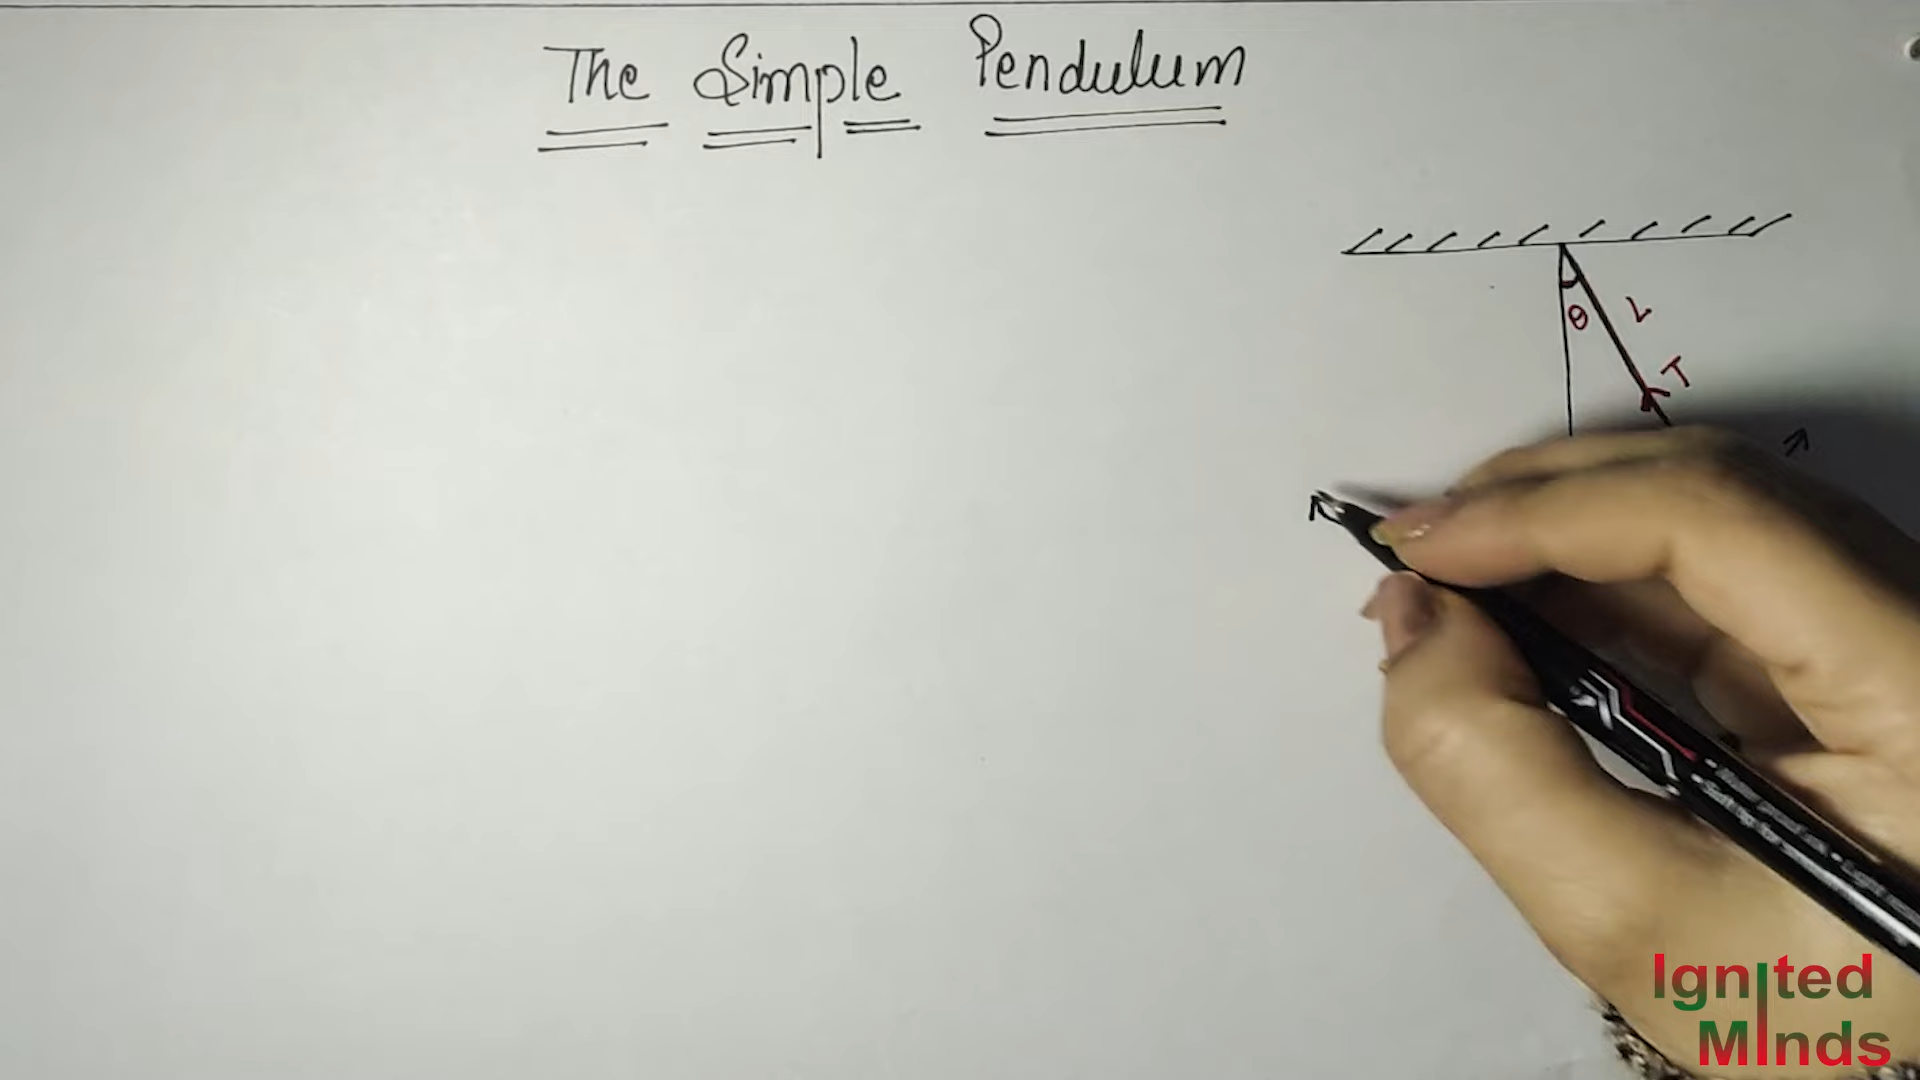 The Simple Pendulum
θ L
T
Ignited
Minds